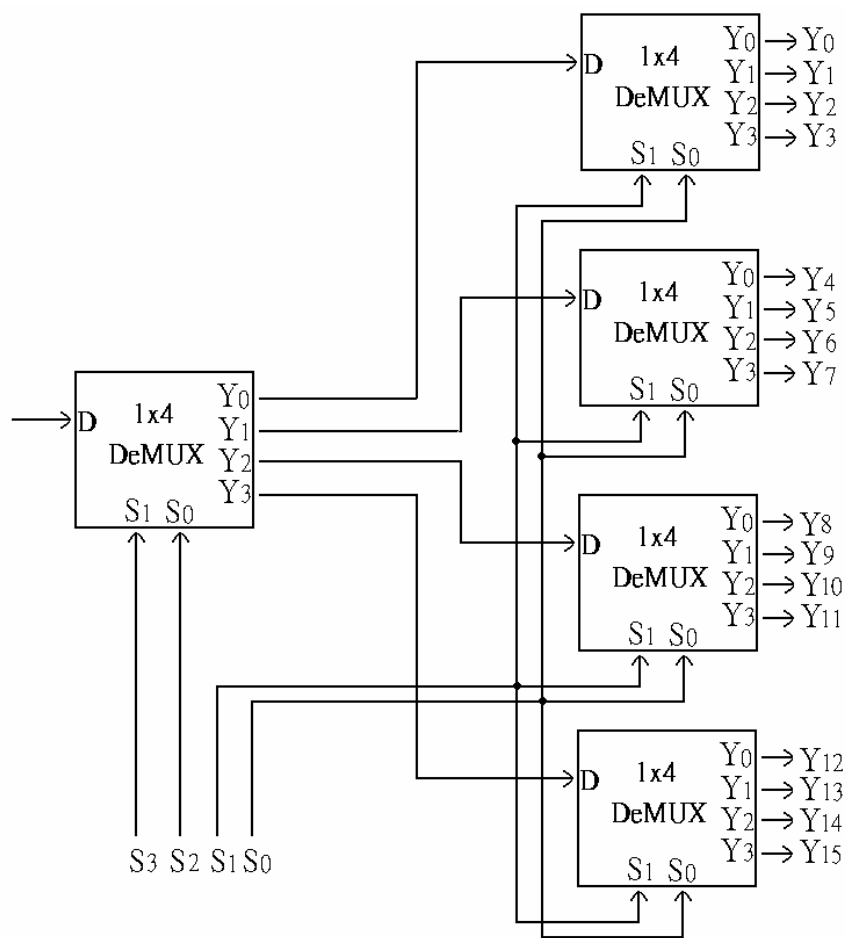 Y0 Y0
1x4 Y1 Y1
D
DeMUX Y2 Y2
Y3 Y3
S1 S0
Y0 Y4
1x4 Y1 Y5
D
DeMUX Y2 Y6
Y3 Y7
S1 S0
1x4 Y0
D Y1
DeMUX Y2
Y3
S1 S0
Y0 Y8
1x4 Y1 Y9
D
DeMUX Y2 Y10
Y3 Y11
S1 S0
Y0 Y12
1x4 Y1 Y13
D
DeMUX Y2 Y14
Y3 Y15
S1 S0
S3 S2 S1 S0